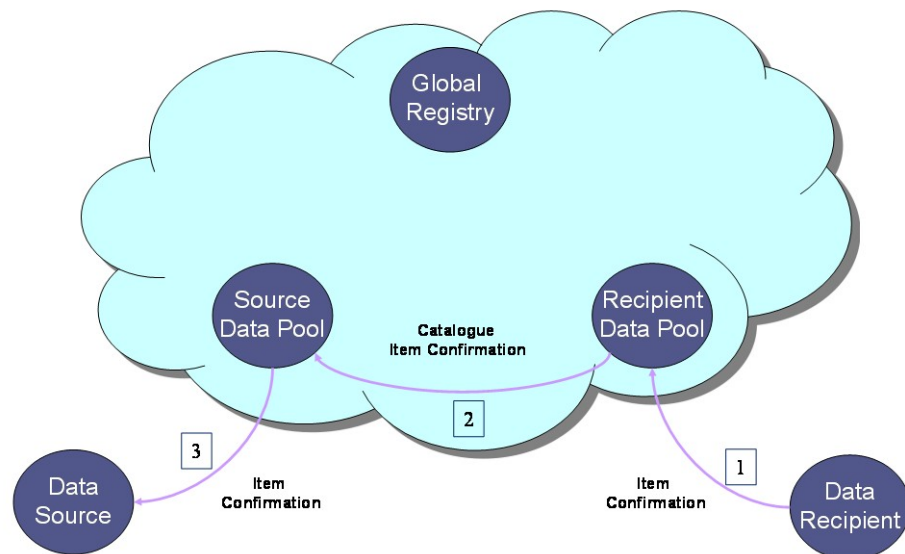 Global
Registry
Source
Data Pool
Recipient
Data Pool
Catalogue
Item Confirmation
2
3
1
Item
Confirmation
Item
Confirmation
Data
Source
Data
Recipient